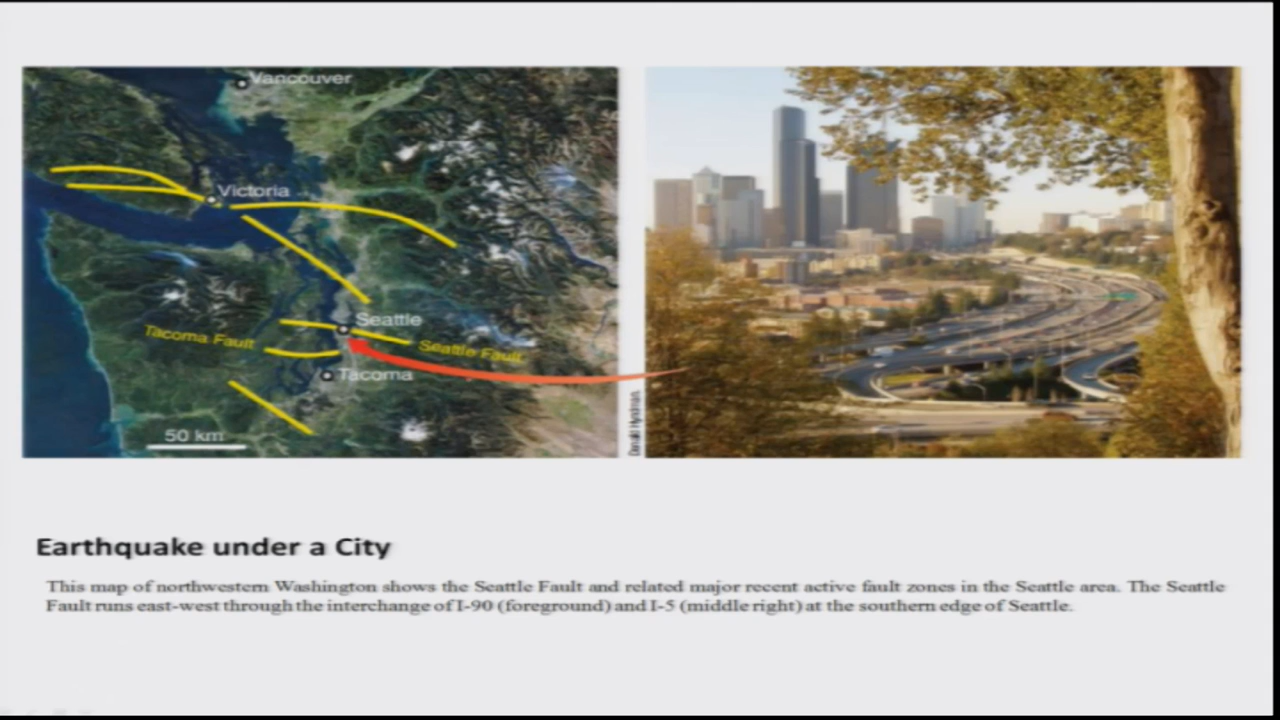 Vancouver
Victoria
Seattle
Tacoma Fault
Seattle Fault
Tacoma
50 km
Donald Hyndman.
Earthquake under a City
This map of northwestern Washington shows the Seattle Fault and related major recent active fault zones in the Seattle area. The Seattle
Fault runs east-west through the interchange of I-90 (foreground) and I-5 (middle right) at the southern edge of Seattle.